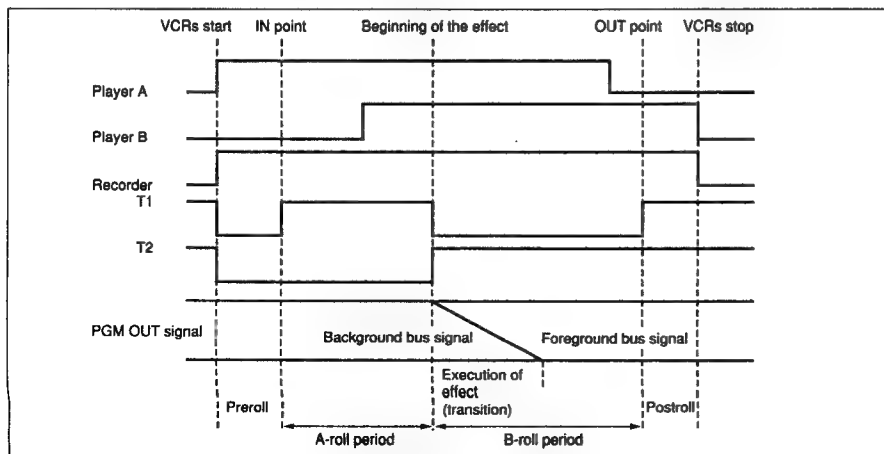 VCRs start IN point Beginning of the effect OUT point VCRs stop
Player A
Player B
Recorder
T1
T2
PGM OUT signal
Background bus signal Foreground bus signal
Execution of
effect
(transition)
Preroll Postroll
A-roll period B-roll period